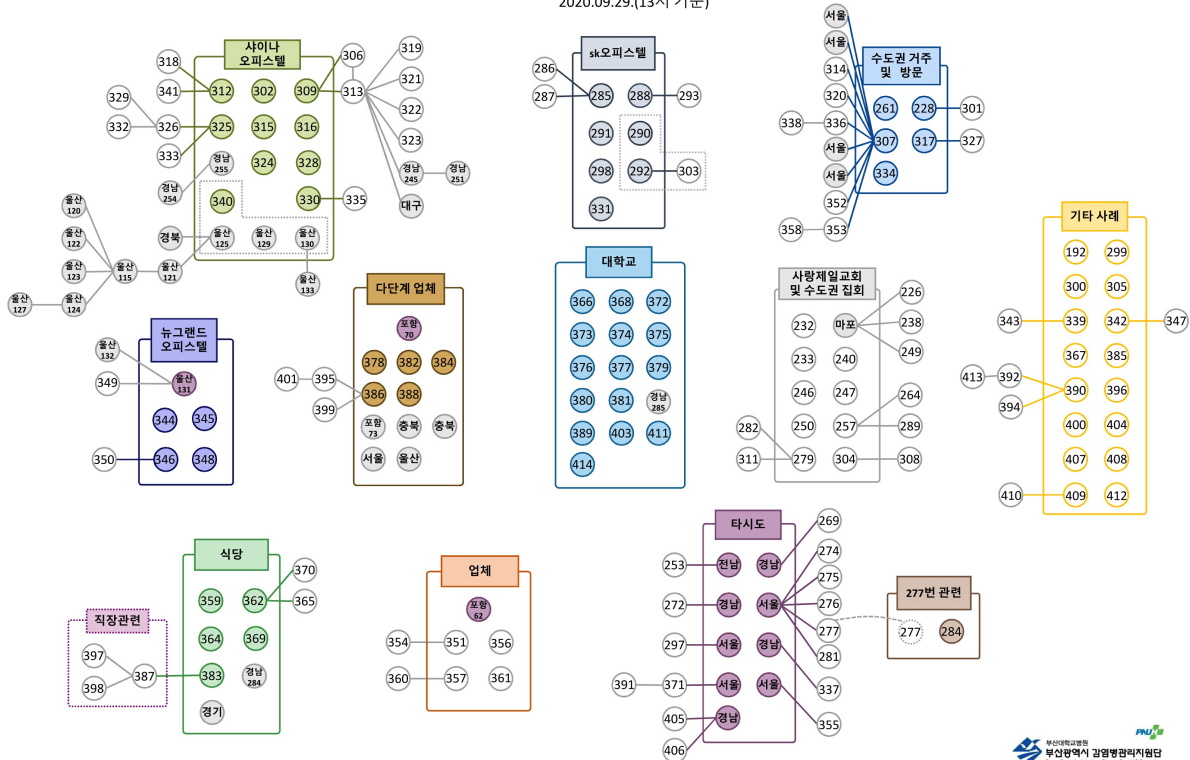 2020.09.29.(13시 기준)
샤이나
오피스텔
318
341
312
302
309
306
313
319
321
322
323
경남
245
경남
251
대구
329
332
326
333
325
315
316
경남
255
324
328
경남
254
340
330
335
울산
120
울산
122
울산
123
울산
127
울산
124
울산
115
울산
121
경북
울산
125
울산
129
울산
130
울산
133
sk오피스텔
286
287
285
288
293
291
290
298
292
303
331
수도권 거주
및 방문
서울
서울
314
320
338
336
서울
서울
352
358
353
261
228
301
307
317
327
334
기타 사례
192
299
300
305
343
339
342
347
367
385
413
392
394
390
396
400
404
407
408
410
409
412
뉴그랜드
오피스텔
울산
132
349
울산
131
344
345
350
346
348
다단계 업체
포항
70
378
382
384
401
395
399
386
388
포항
73
충북
충북
서울
울산
대학교
366
368
372
373
374
375
376
377
379
380
381
경남
285
389
403
411
414
사랑제일교회
및 수도권 집회
232
마포
226
238
249
233
240
246
247
264
250
257
289
282
311
279
304
308
식당
359
362
370
365
364
369
383
경남
284
경기
직장관련
397
398
387
업체
포항
62
354
351
356
360
357
361
타시도
253
전남
경남
269
272
경남
서울
274
275
276
277
281
297
서울
경남
337
391
371
서울
서울
355
405
406
경남
277번 관련
277
284
PNUH
부산대학교병원
부산광역시 감염병관리지원단